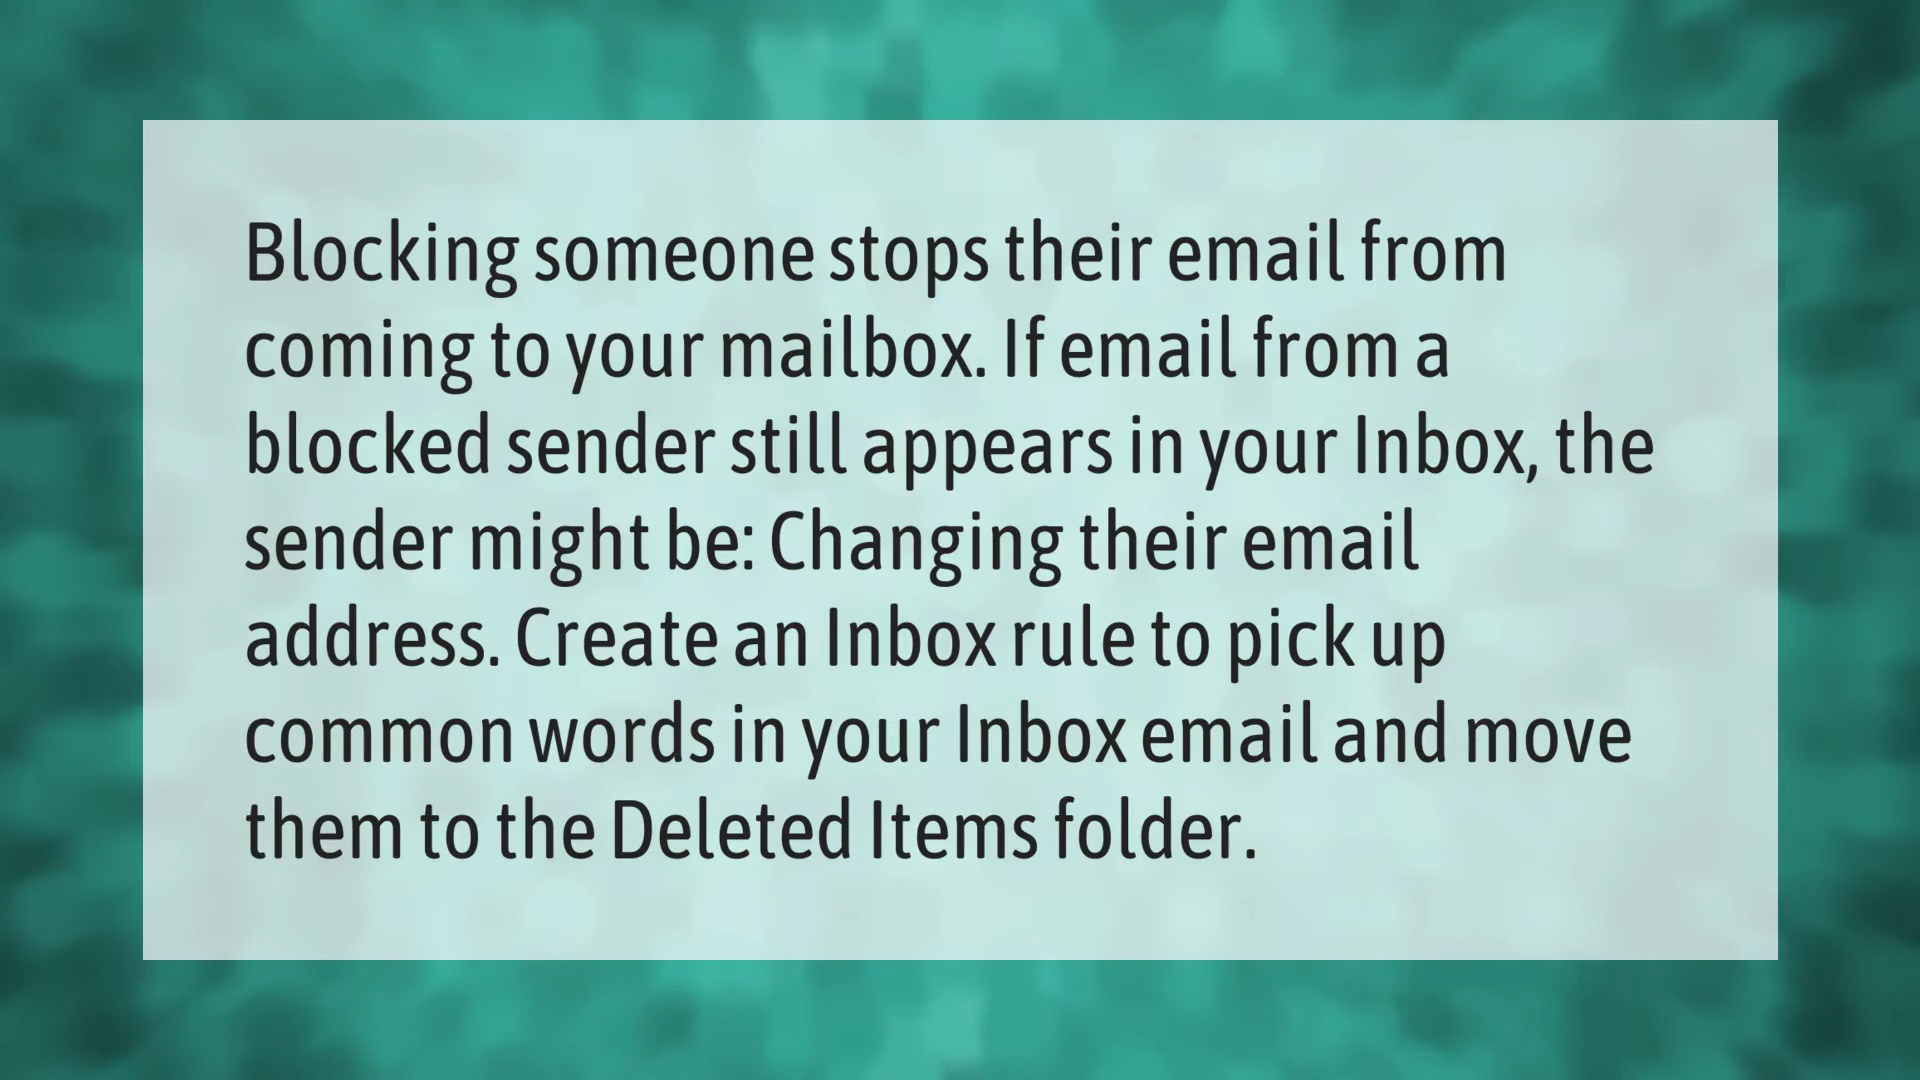 Blocking someone stops their email from
coming to your mailbox. If email from a
blocked sender still appears in your Inbox, the
sender might be: Changing their email
address. Create an Inbox rule to pick up
common words in your Inbox email and move
them to the Deleted Items folder.